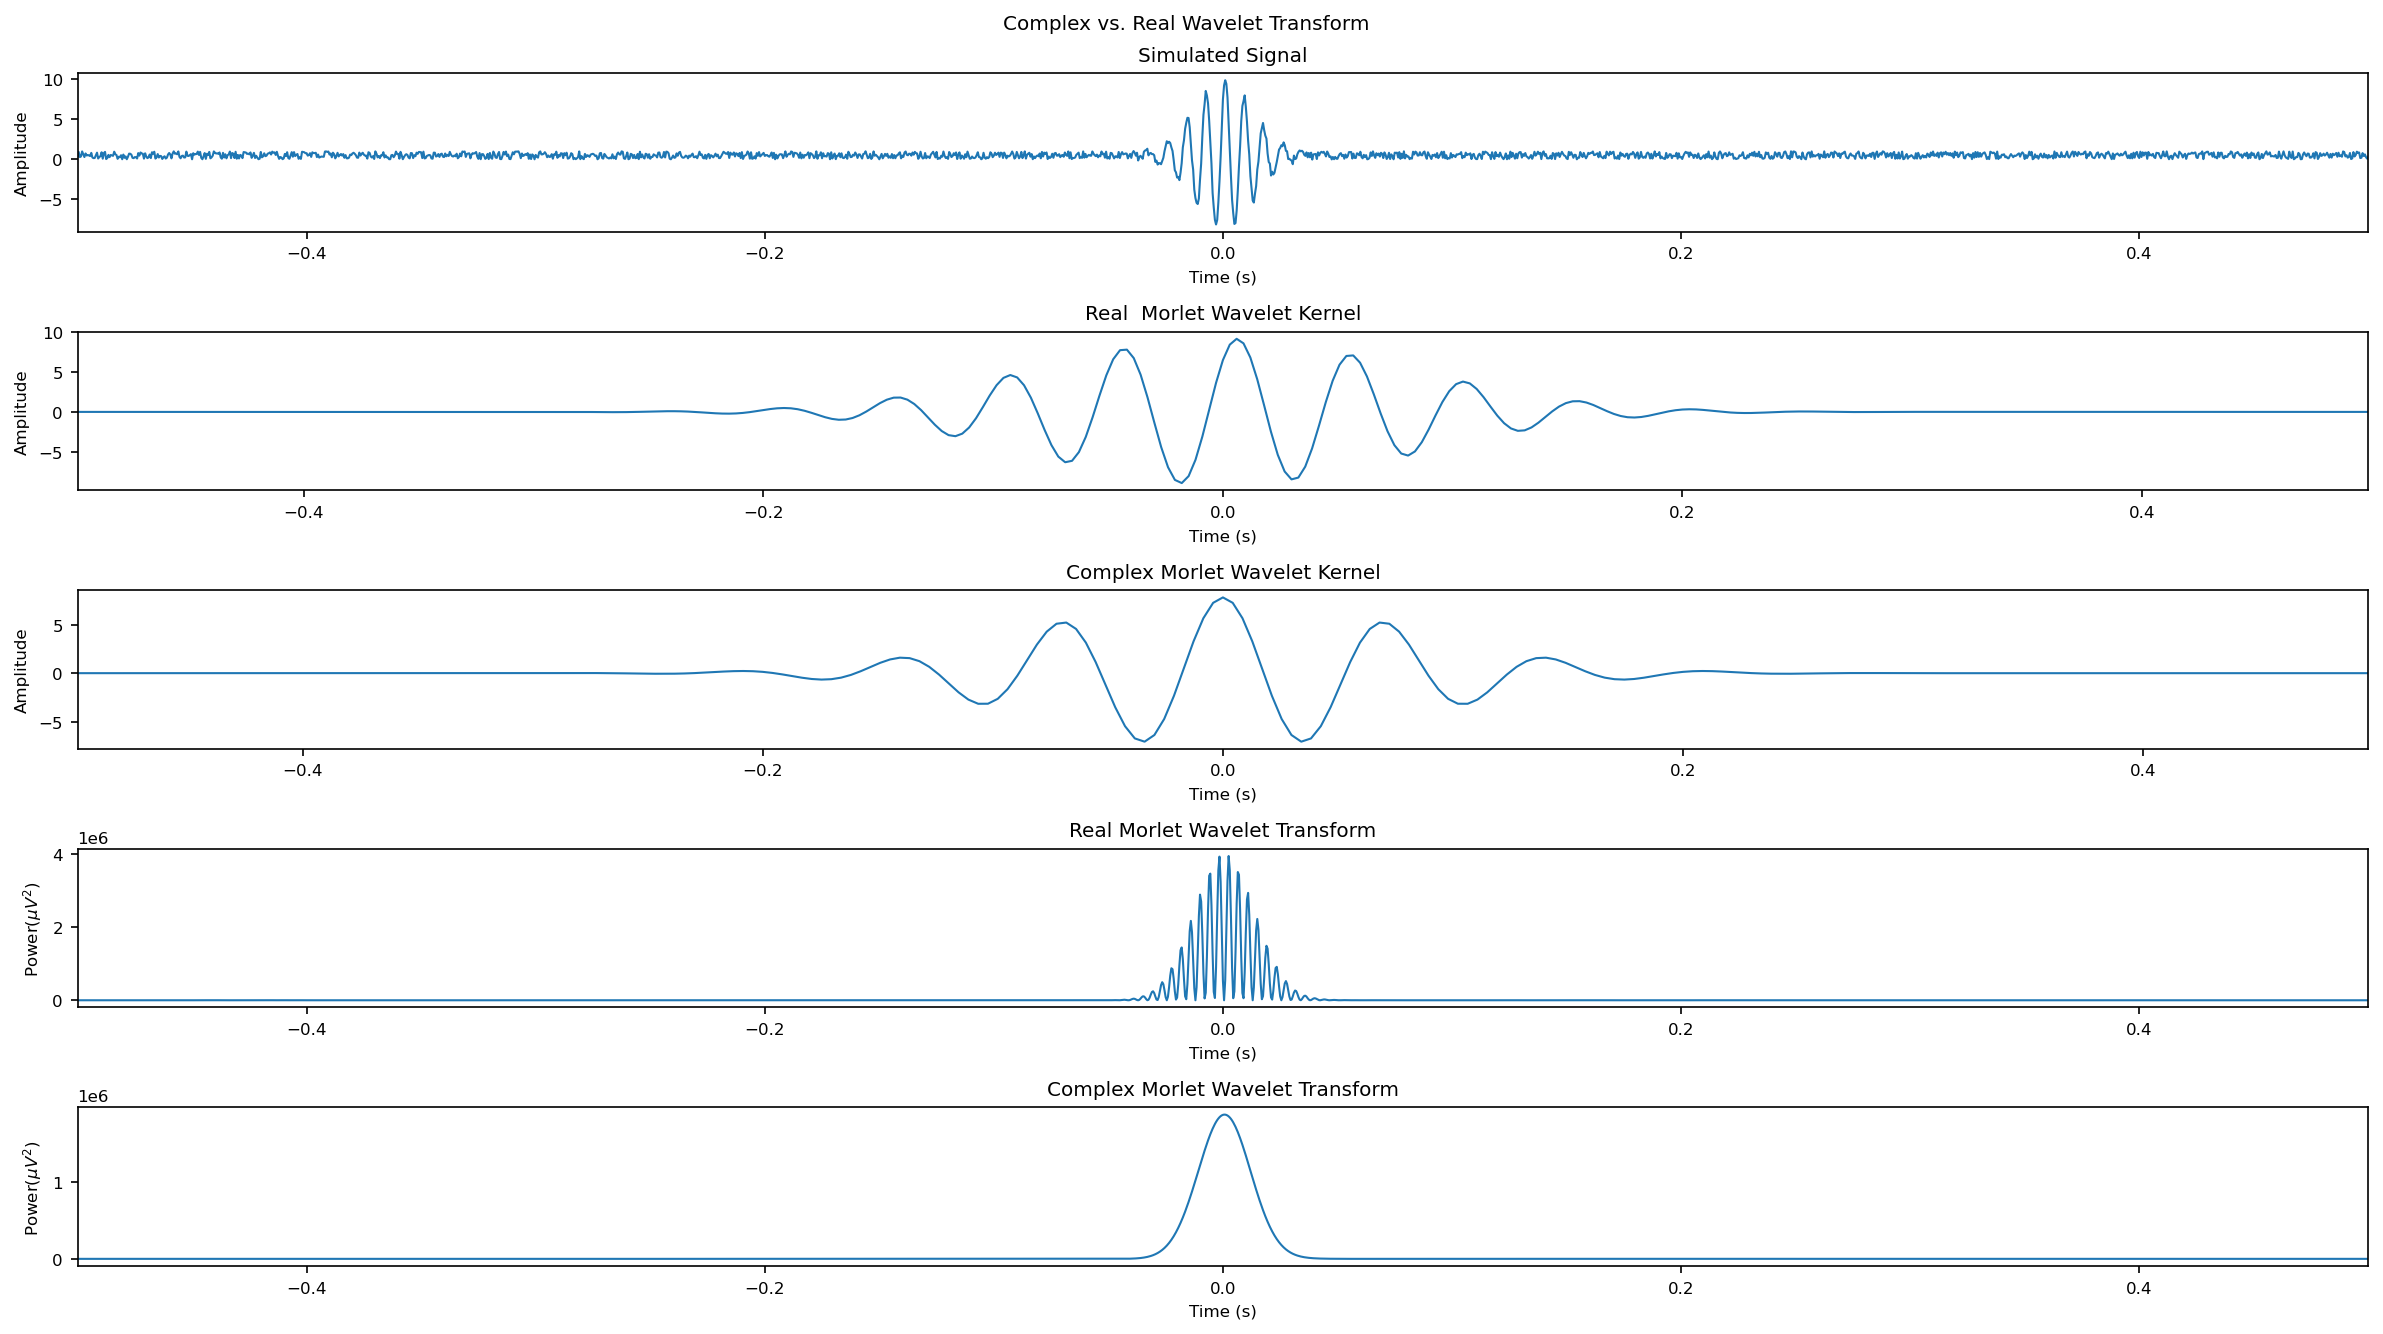 Complex vs. Real Wavelet Transform
Simulated Signal
Amplitude
10
5
0
−5
−0.4
−0.2
0.0
0.2
0.4
Time (s)
Real  Morlet Wavelet Kernel
Amplitude
10
5
0
−5
−0.4
−0.2
0.0
0.2
0.4
Time (s)
Complex Morlet Wavelet Kernel
Amplitude
5
0
−5
−0.4
−0.2
0.0
0.2
0.4
Time (s)
Real Morlet Wavelet Transform
1e6
Power(μV²)
4
2
0
−0.4
−0.2
0.0
0.2
0.4
Time (s)
Complex Morlet Wavelet Transform
1e6
Power(μV²)
1
0
−0.4
−0.2
0.0
0.2
0.4
Time (s)